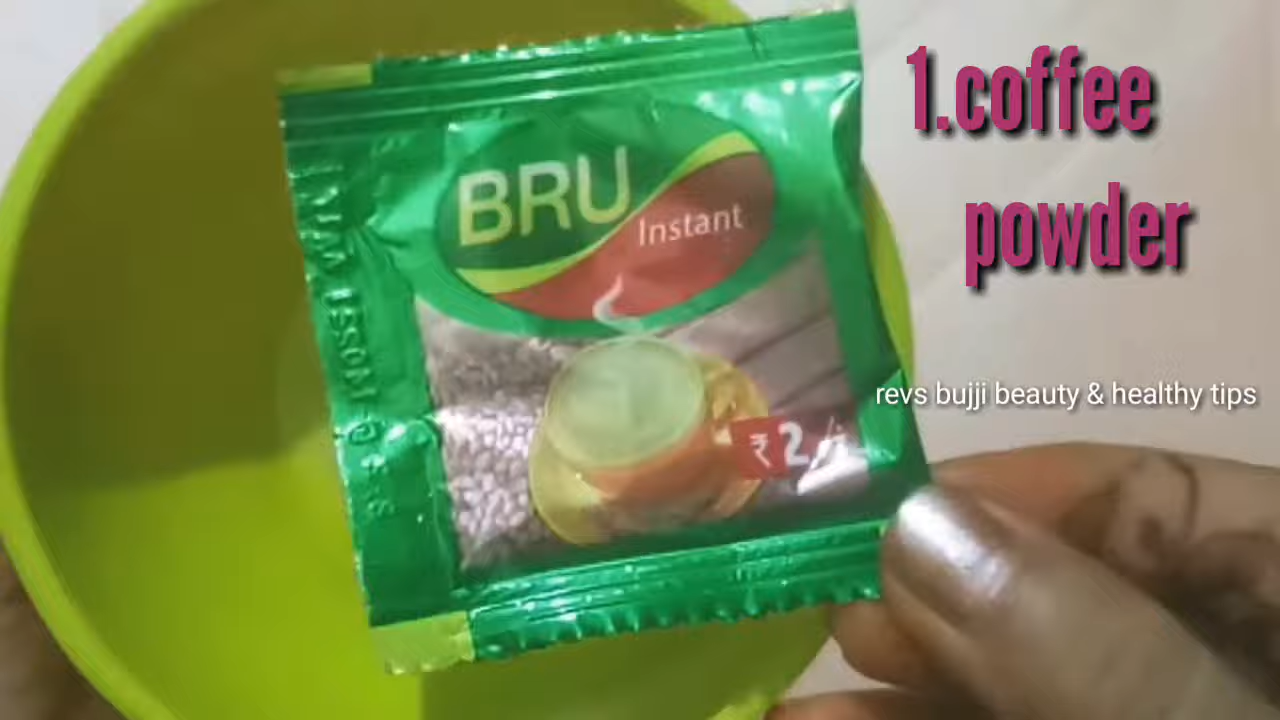 1.coffee
powder
BRU
Instant
₹2/-
revs bujji beauty & healthy tips